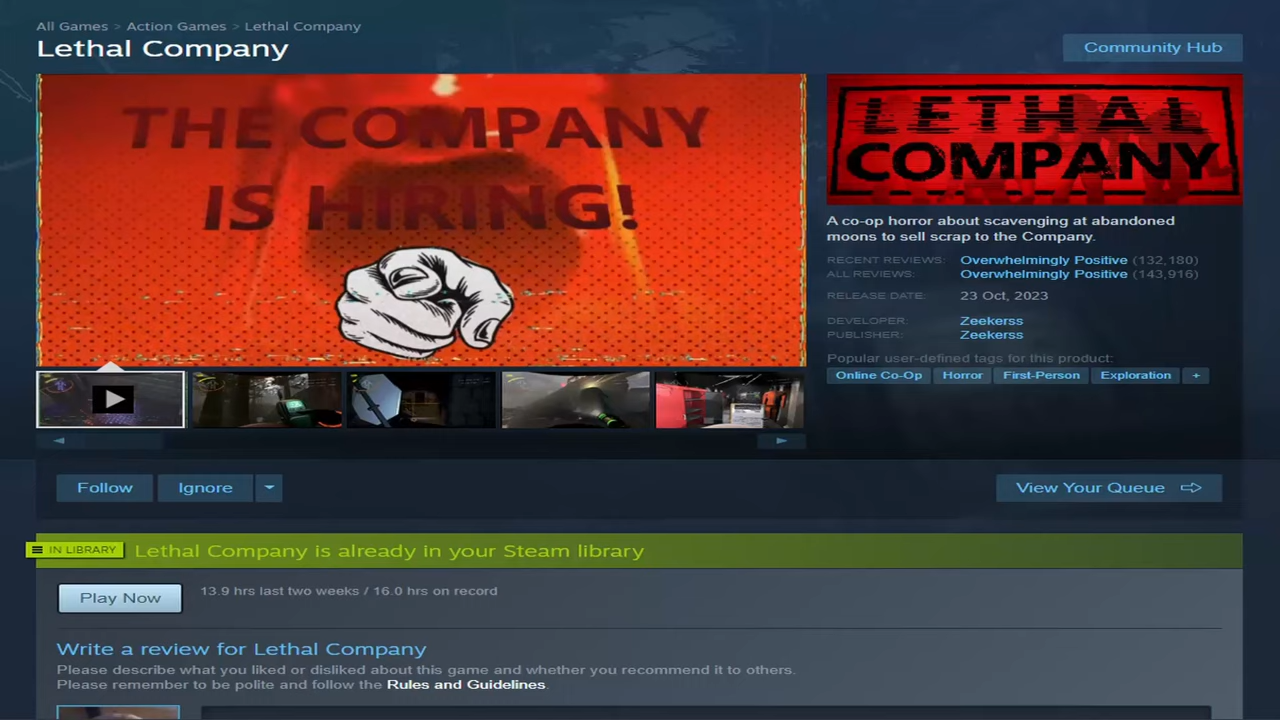 All Games > Action Games > Lethal Company
Lethal Company
Community Hub
THE COMPANY
IS HIRING!
LETHAL
COMPANY
A co-op horror about scavenging at abandoned
moons to sell scrap to the Company.
RECENT REVIEWS: Overwhelmingly Positive (132,180)
ALL REVIEWS: Overwhelmingly Positive (143,916)
RELEASE DATE: 23 Oct, 2023
DEVELOPER: Zeekerss
PUBLISHER: Zeekerss
Popular user-defined tags for this product:
Online Co-Op Horror First-Person Exploration +
Follow Ignore
View Your Queue
IN LIBRARY Lethal Company is already in your Steam library
Play Now 13.9 hrs last two weeks / 16.0 hrs on record
Write a review for Lethal Company
Please describe what you liked or disliked about this game and whether you recommend it to others.
Please remember to be polite and follow the Rules and Guidelines.